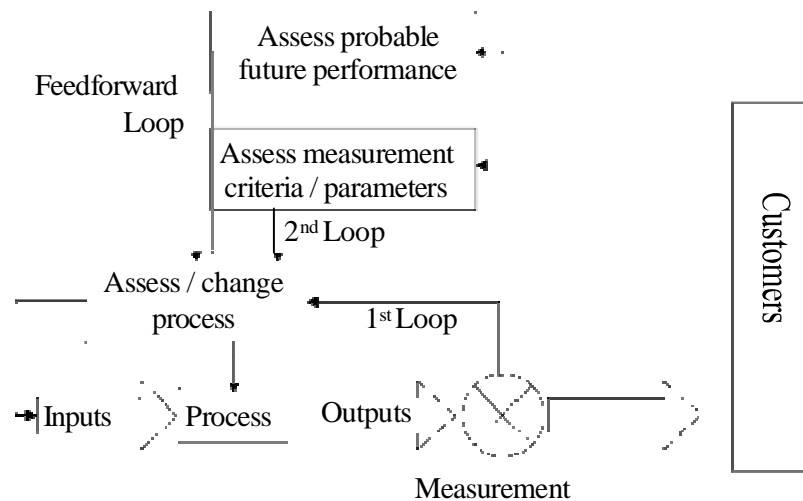 Assess probable
future performance
Feedforward
Loop
Assess measurement
criteria / parameters
2nd Loop
Assess / change
process
1st Loop
Customers
Inputs
Process
Outputs
Measurement